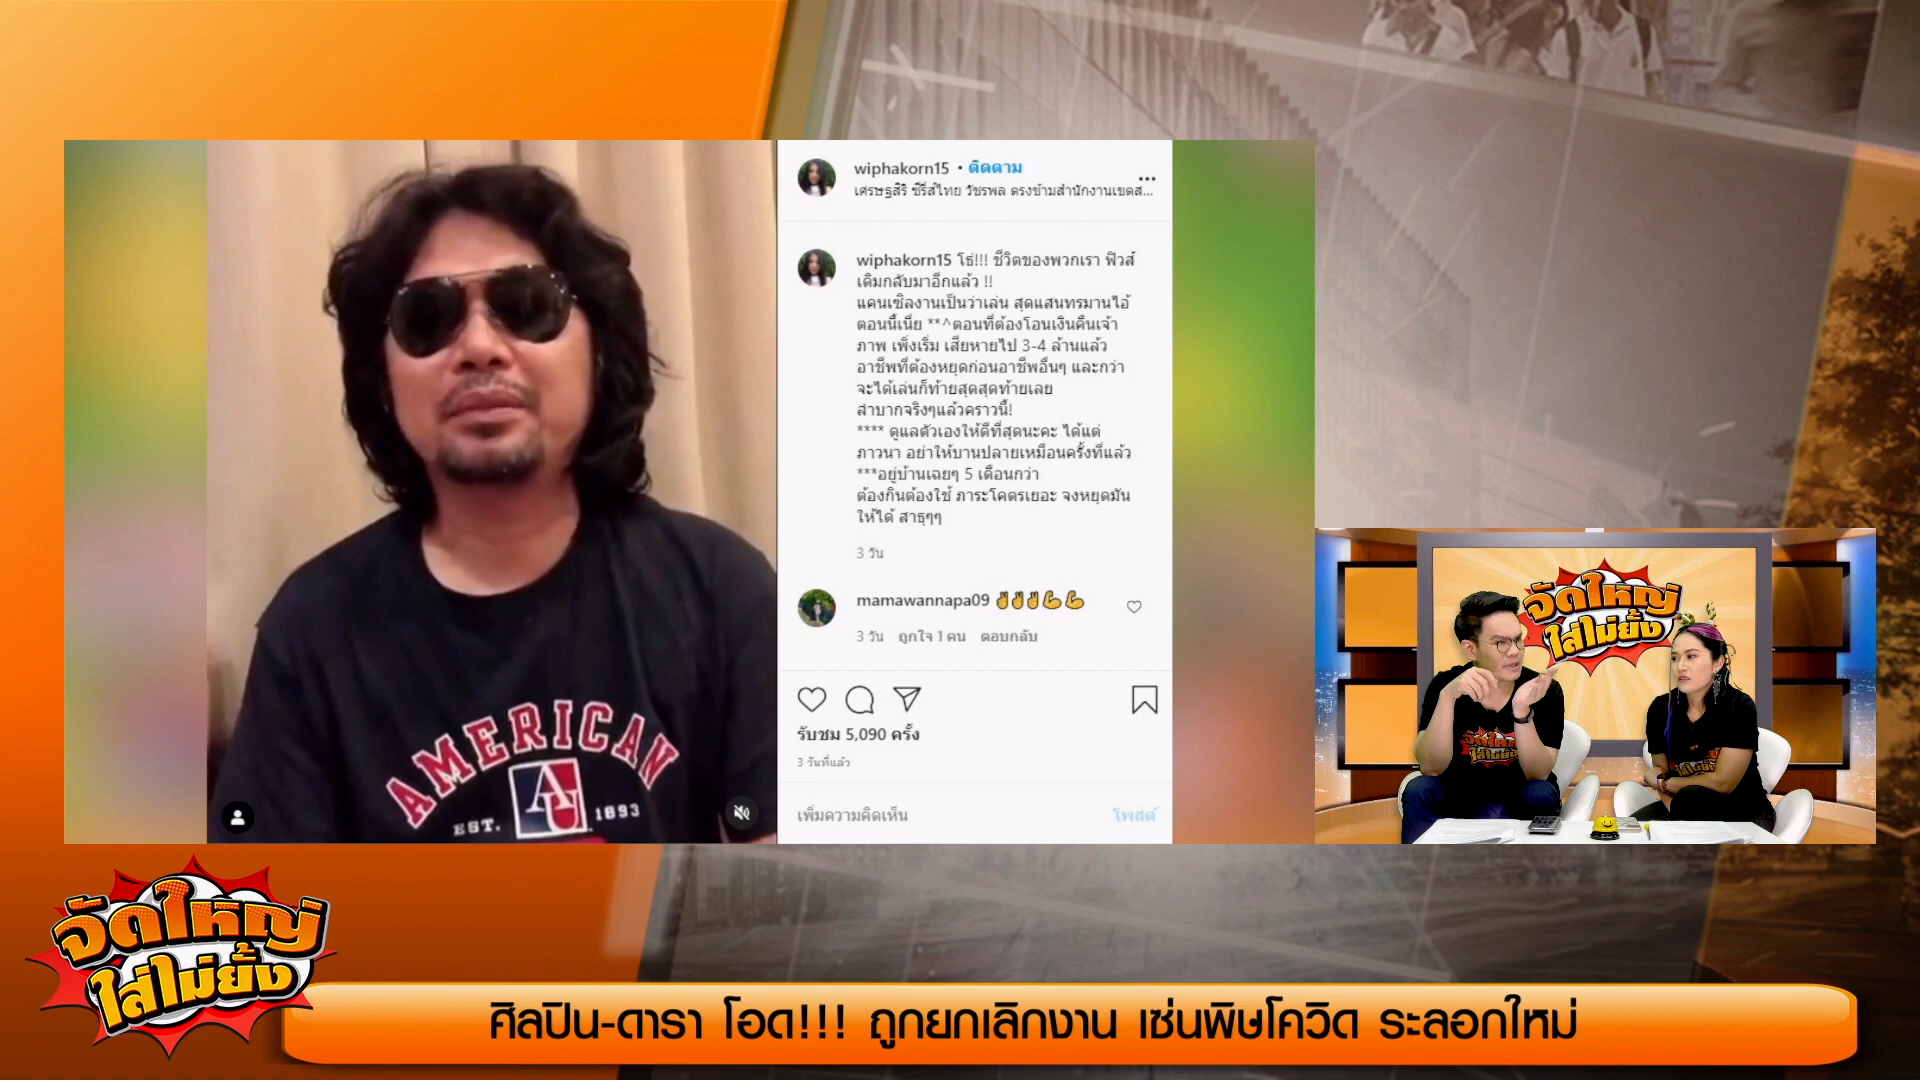 wiphakorn15 • ติดตาม
เศรษฐสิริ ซีรีส์ไทย วัชรพล ตรงข้ามสำนักงานเขตส...
wiphakorn15 โธ่!!! ชีวิตของพวกเรา ฟิวส์
เดิมกลับมาอีกแล้ว !!
แคนเซิลงานเป็นว่าเล่น สุดแสนทรมานไอ้
ตอนนี้เนี่ย **^ตอนที่ต้องโอนเงินคืนเจ้า
ภาพ เพิ่งเริ่ม เสียหายไป 3-4 ล้านแล้ว
อาชีพที่ต้องหยุดก่อนอาชีพอื่นๆ และกว่า
จะได้เล่นก็ท้ายสุดสุดท้ายเลย
ลำบากจริงๆแล้วคราวนี้!
**** ดูแลตัวเองให้ดีที่สุดนะคะ ได้แต่
ภาวนา อย่าให้บานปลายเหมือนครั้งที่แล้ว
***อยู่บ้านเฉยๆ 5 เดือนกว่า
ต้องกินต้องใช้ ภาระโคตรเยอะ จงหยุดมัน
ให้ได้ สาธุๆๆ
3 วัน
mamawannapa09 ✌✌✌💪💪
3 วัน ถูกใจ 1 คน ตอบกลับ
รับชม 5,090 ครั้ง
3 วันที่แล้ว
เพิ่มความคิดเห็น โพสต์
AMERICAN
EST. AU 1893
จัดใหญ่
ใส่ไม่ยั้ง
จัดใหญ่
ใส่ไม่ยั้ง
จัดใหญ่
ใส่ไม่ยั้ง
ศิลปิน-ดารา โอด!!! ถูกยกเลิกงาน เซ่นพิษโควิด ระลอกใหม่